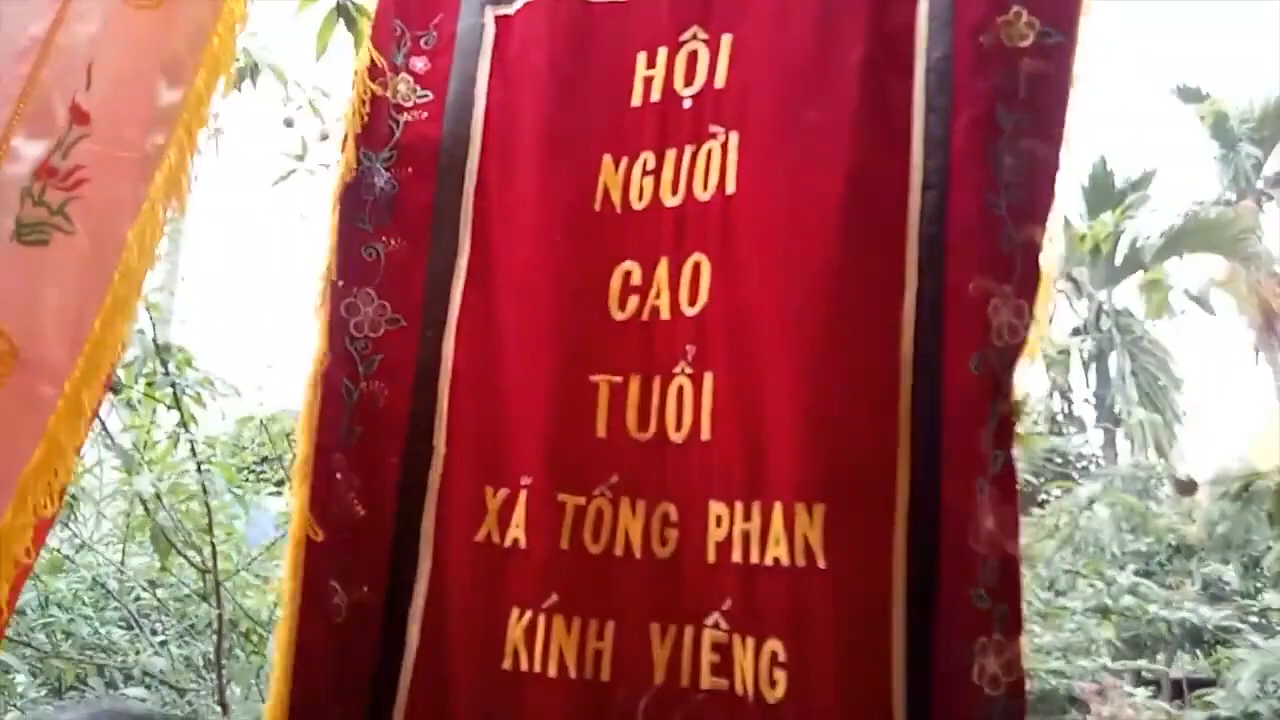 HỘI
NGƯỜI
CAO
TUỔI
XÃ TỐNG PHAN
KÍNH VIẾNG